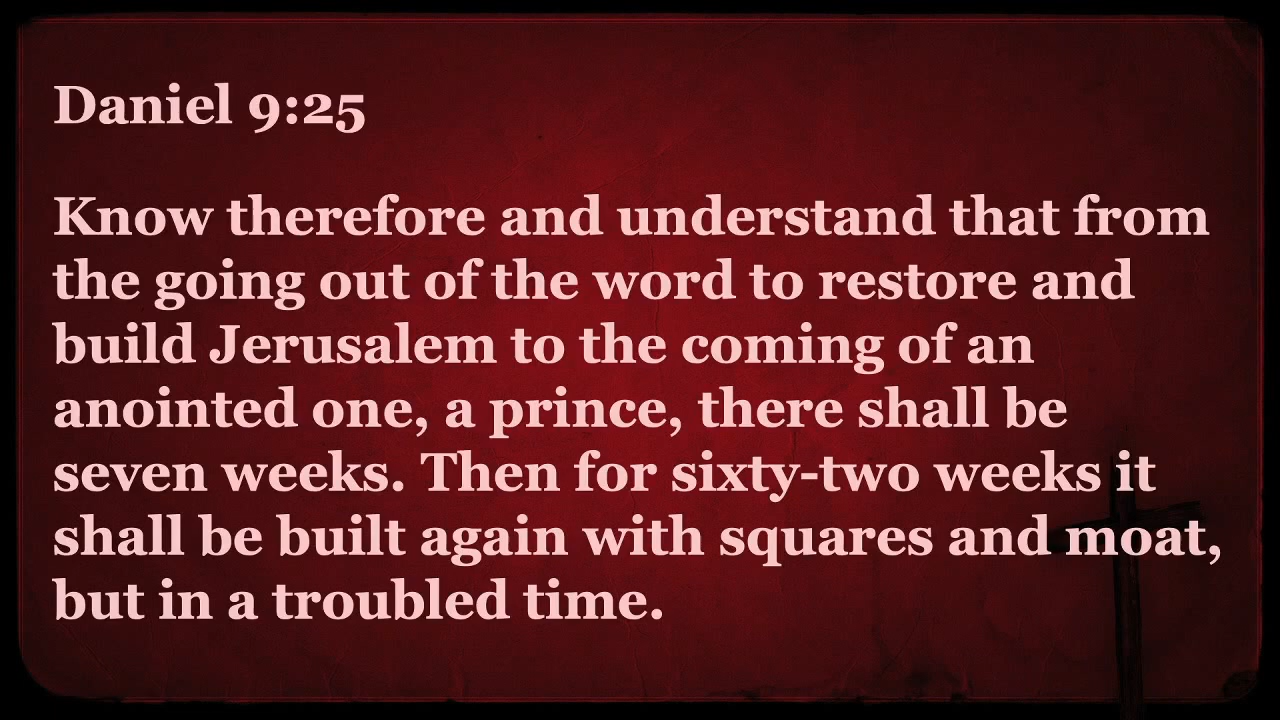 Daniel 9:25
Know therefore and understand that from
the going out of the word to restore and
build Jerusalem to the coming of an
anointed one, a prince, there shall be
seven weeks. Then for sixty-two weeks it
shall be built again with squares and moat,
but in a troubled time.